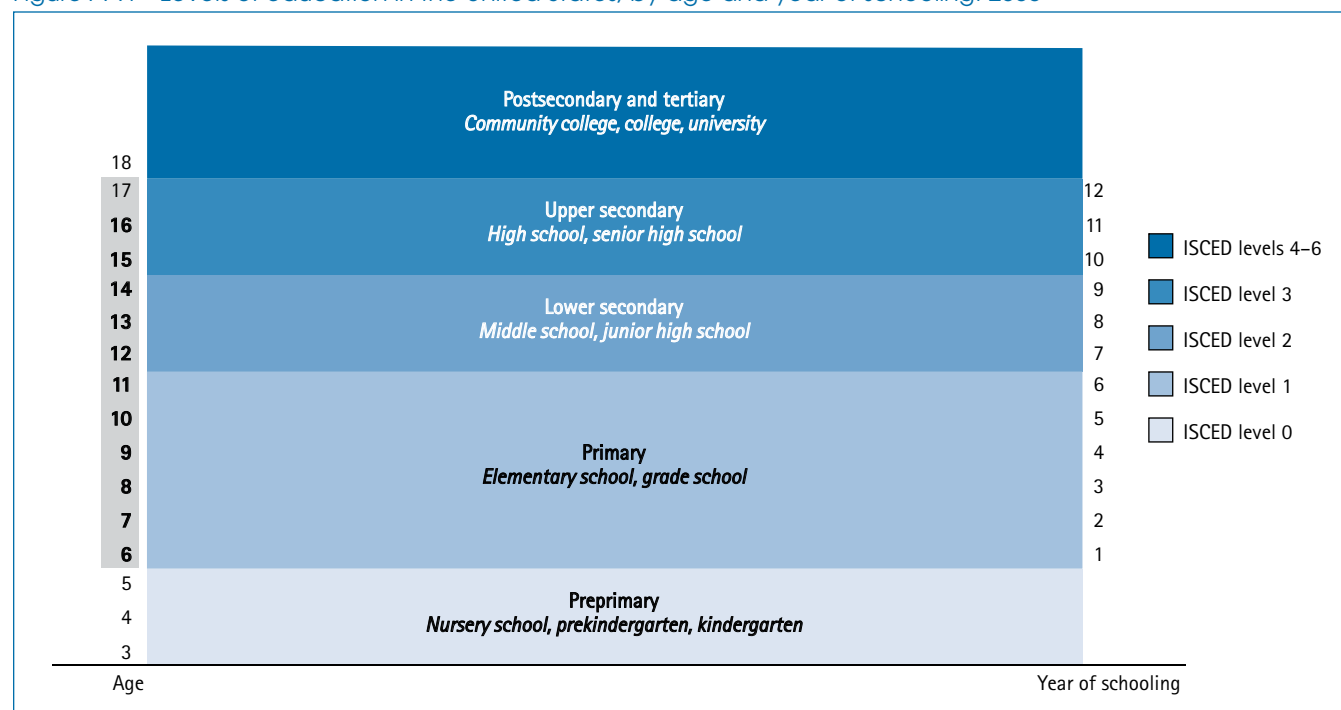 Postsecondary and tertiary
Community college, college, university
18
17 12
Upper secondary
16 11
High school, senior high school
ISCED levels 4–6
15 10
14 9
ISCED level 3
Lower secondary
13 8
Middle school, junior high school
ISCED level 2
12 7
11 6
ISCED level 1
10 5
ISCED level 0
9 Primary 4
Elementary school, grade school
8 3
7 2
6 1
5
Preprimary
4
Nursery school, prekindergarten, kindergarten
3
Age Year of schooling